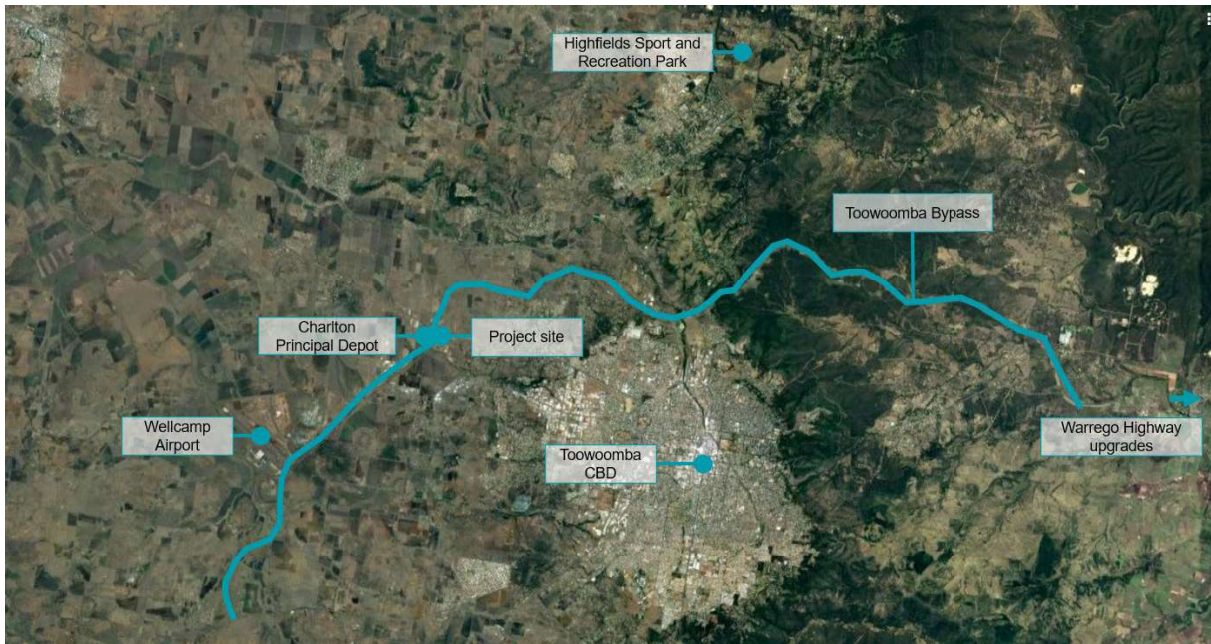 Highfields Sport and
Recreation Park
Toowoomba Bypass
Charlton
Principal Depot
Project site
Wellcamp
Airport
Toowoomba
CBD
Warrego Highway
upgrades